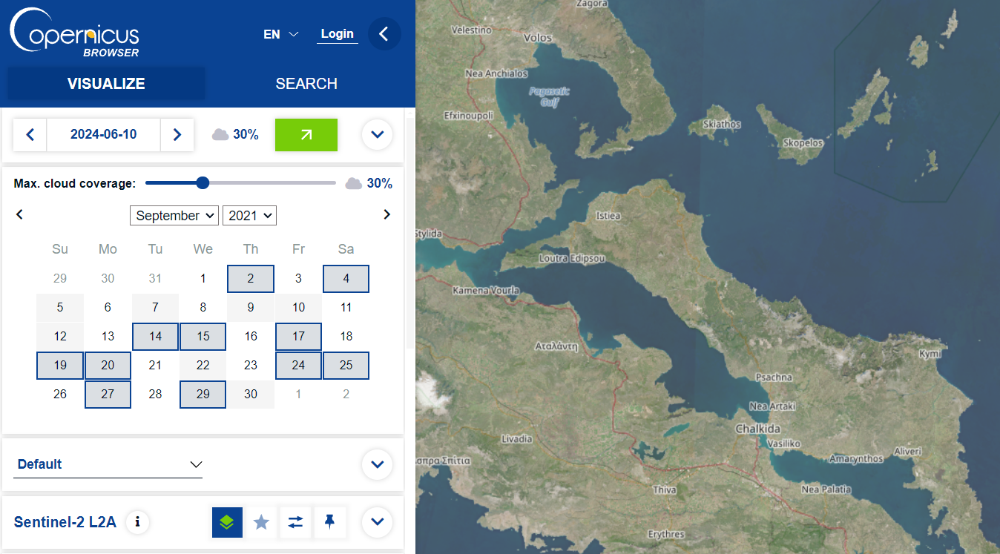 Copernicus
BROWSER
EN
Login
VISUALIZE
SEARCH
2024-06-10
30%
Max. cloud coverage:
30%
September
2021
Su Mo Tu We Th Fr Sa
29 30 31 1 2 3 4
5 6 7 8 9 10 11
12 13 14 15 16 17 18
19 20 21 22 23 24 25
26 27 28 29 30 1 2
Default
Sentinel-2 L2A
i
Zagora
Velestino
Volos
Nea Anchialos
Pagasetic
Gulf
Efxinoupoli
Skiathos
Skopelos
Istiea
Stylida
Loutra Edipsou
Kamena Vourla
Αταλάντη
Kymi
Psachna
Nea Artaki
Chalkida
Livadia
Vasiliko
Aliveri
Amarynthos
σπρα Σπίτια
Thiva
Nea Palatia
Erythres